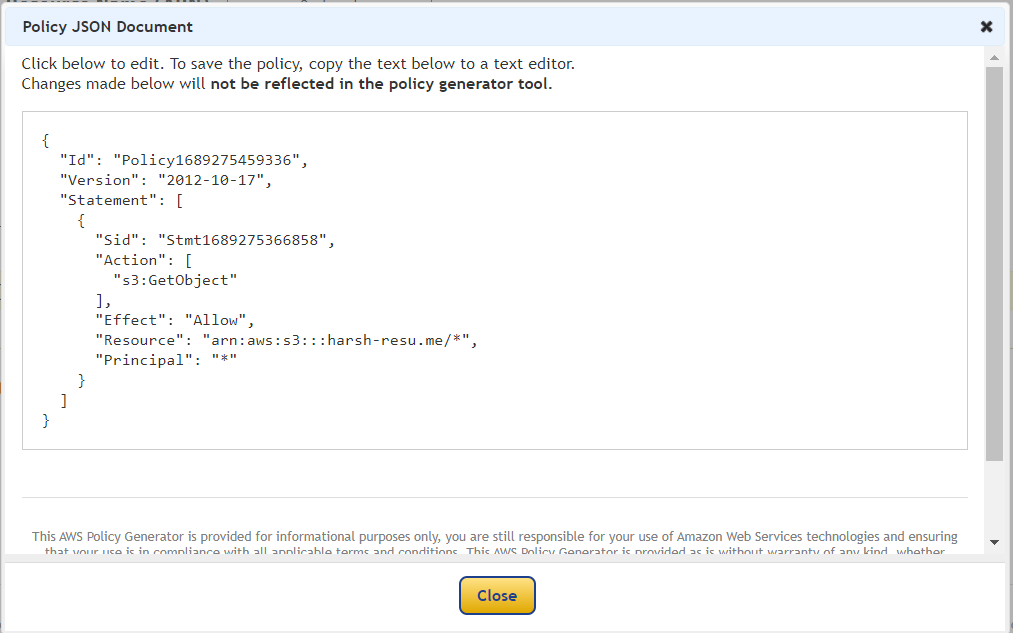 Policy JSON Document
Click below to edit. To save the policy, copy the text below to a text editor.
Changes made below will not be reflected in the policy generator tool.
{
"Id": "Policy1689275459336",
"Version": "2012-10-17",
"Statement": [
{
"Sid": "Stmt1689275366858",
"Action": [
"s3:GetObject"
],
"Effect": "Allow",
"Resource": "arn:aws:s3:::harsh-resu.me/*",
"Principal": "*"
}
]
}
This AWS Policy Generator is provided for informational purposes only, you are still responsible for your use of Amazon Web Services technologies and ensuring
that your use is in compliance with all applicable terms and conditions. This AWS Policy Generator is provided as is without warranty of any kind, whether
Close